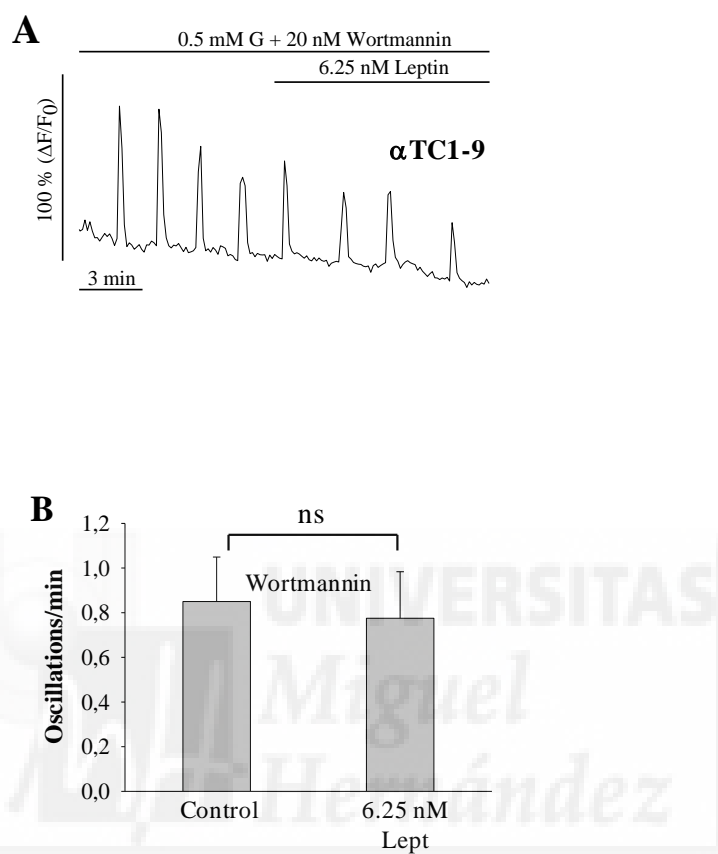 A
0.5 mM G + 20 nM Wortmannin
6.25 nM Leptin
100 % (ΔF/F0)
αTC1-9
3 min
B
ns
Wortmannin
Oscillations/min
1,2
1,0
0,8
0,6
0,4
0,2
0,0
Control
6.25 nM
Lept
UNIVERSITAS
Miguel
Hernández